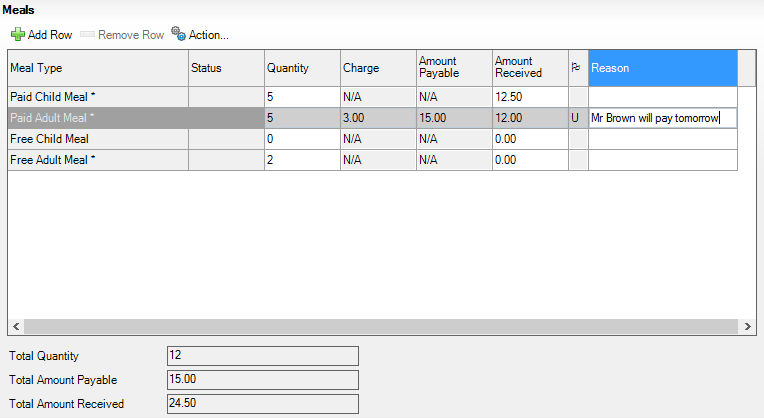 Meals
Add Row Remove Row Action...
Meal Type Status Quantity Charge Amount Payable Amount Received Reason
Paid Child Meal * 5 N/A N/A 12.50
Paid Adult Meal * 5 3.00 15.00 12.00 U Mr Brown will pay tomorrow
Free Child Meal 0 N/A N/A 0.00
Free Adult Meal * 2 N/A N/A 0.00
Total Quantity 12
Total Amount Payable 15.00
Total Amount Received 24.50